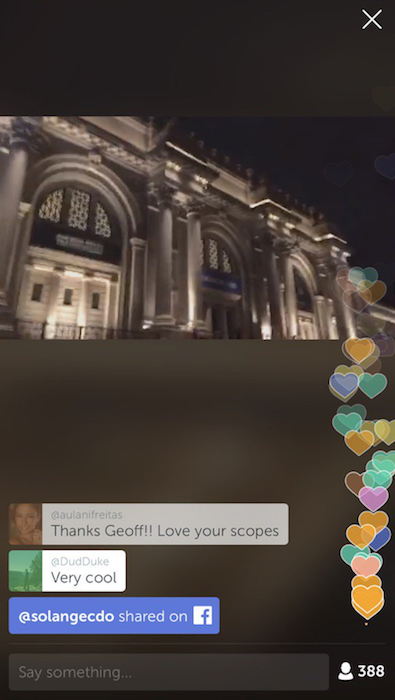 @aulanifreitas
Thanks Geoff!! Love your scopes
@DudDuke
Very cool
@solangecdo shared on
Say something...
388